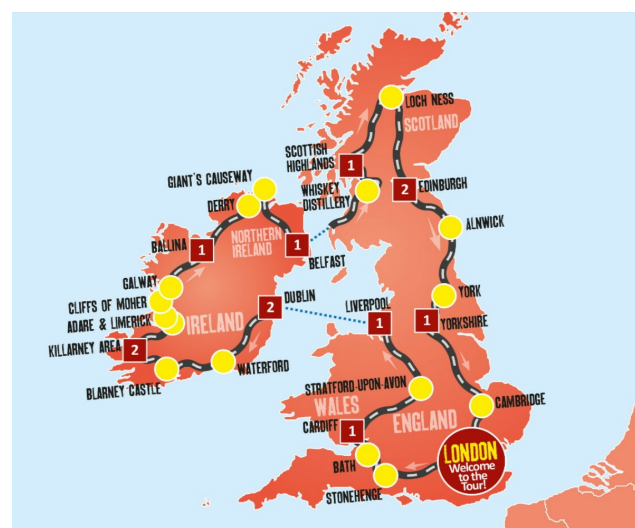 LOCH NESS
SCOTLAND
SCOTTISH
HIGHLANDS
1
GIANT'S CAUSEWAY
WHISKEY
DISTILLERY
2
EDINBURGH
DERRY
ALNWICK
BALLINA
1
NORTHERN
IRELAND
1
BELFAST
GALWAY
CLIFFS OF MOHER
ADARE & LIMERICK
IRELAND
2
DUBLIN
LIVERPOOL
1
YORK
1
YORKSHIRE
KILLARNEY AREA
2
BLARNEY CASTLE
WATERFORD
STRATFORD-UPON-AVON
WALES
ENGLAND
CAMBRIDGE
CARDIFF
1
BATH
STONEHENGE
LONDON
Welcome
to the
Tour!